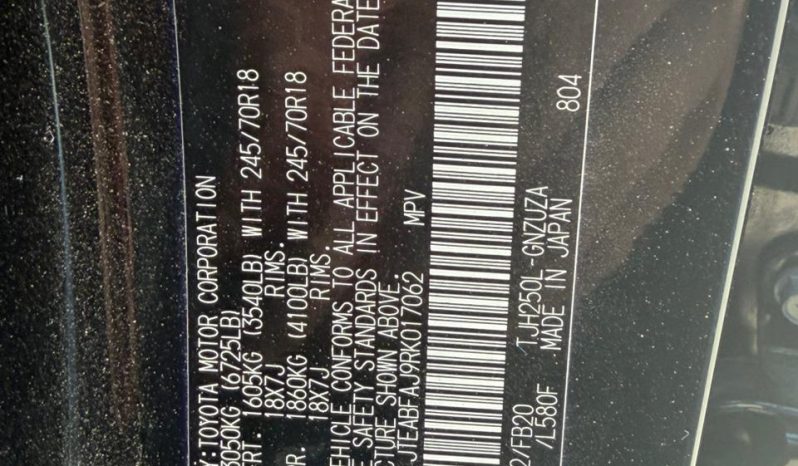 Y:TOYOTA MOTOR CORPORATION
3050KG (6725LB)
FRT. 1605KG (3540LB) WITH 245/70R18
18X7J RIMS.
RR. 1860KG (4100LB) WITH 245/70R18
18X7J RIMS.
EHICLE CONFORMS TO ALL APPLICABLE FEDERA
E SAFETY STANDARDS IN EFFECT ON THE DATE
CTURE SHOWN ABOVE.
JTEABFAJ9RK017062 MPV
2/FB20 TJH250L-GNZUZA
/L580F MADE IN JAPAN
804